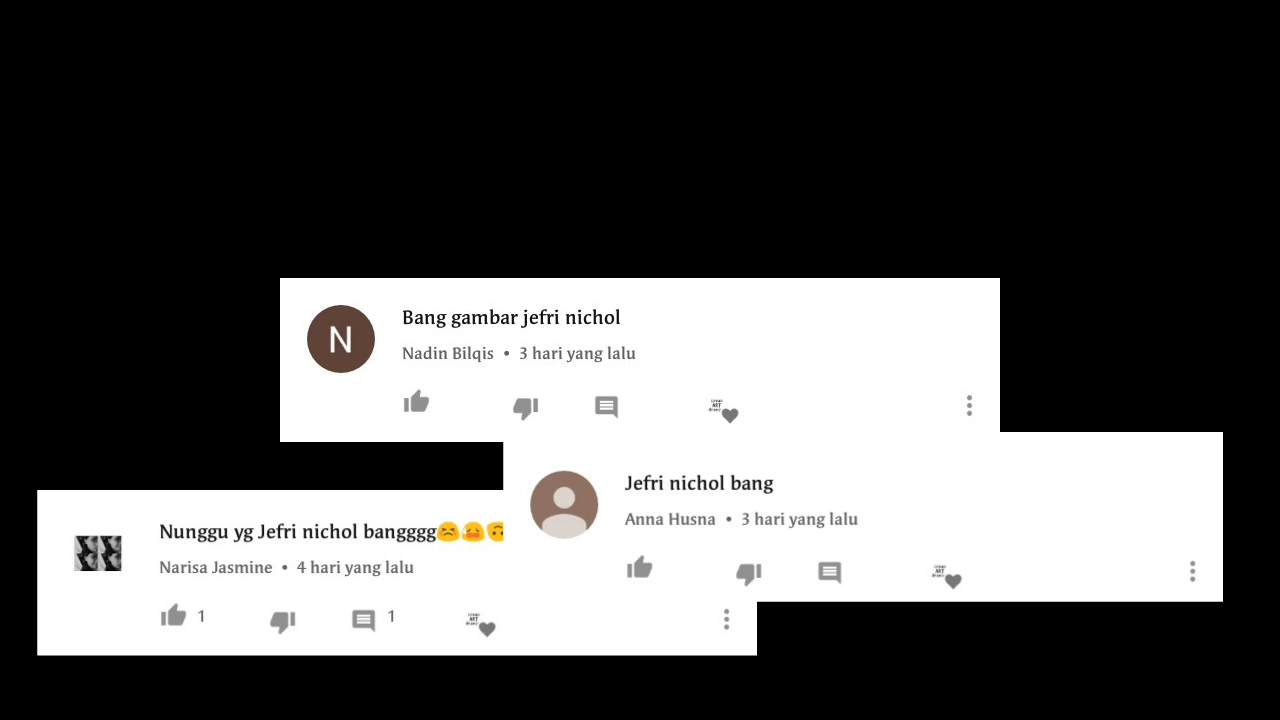 N
Bang gambar jefri nichol
Nadin Bilqis • 3 hari yang lalu
Jefri nichol bang
Anna Husna • 3 hari yang lalu
Nunggu yg Jefri nichol bangggg😣😩🙃
Narisa Jasmine • 4 hari yang lalu
1 1